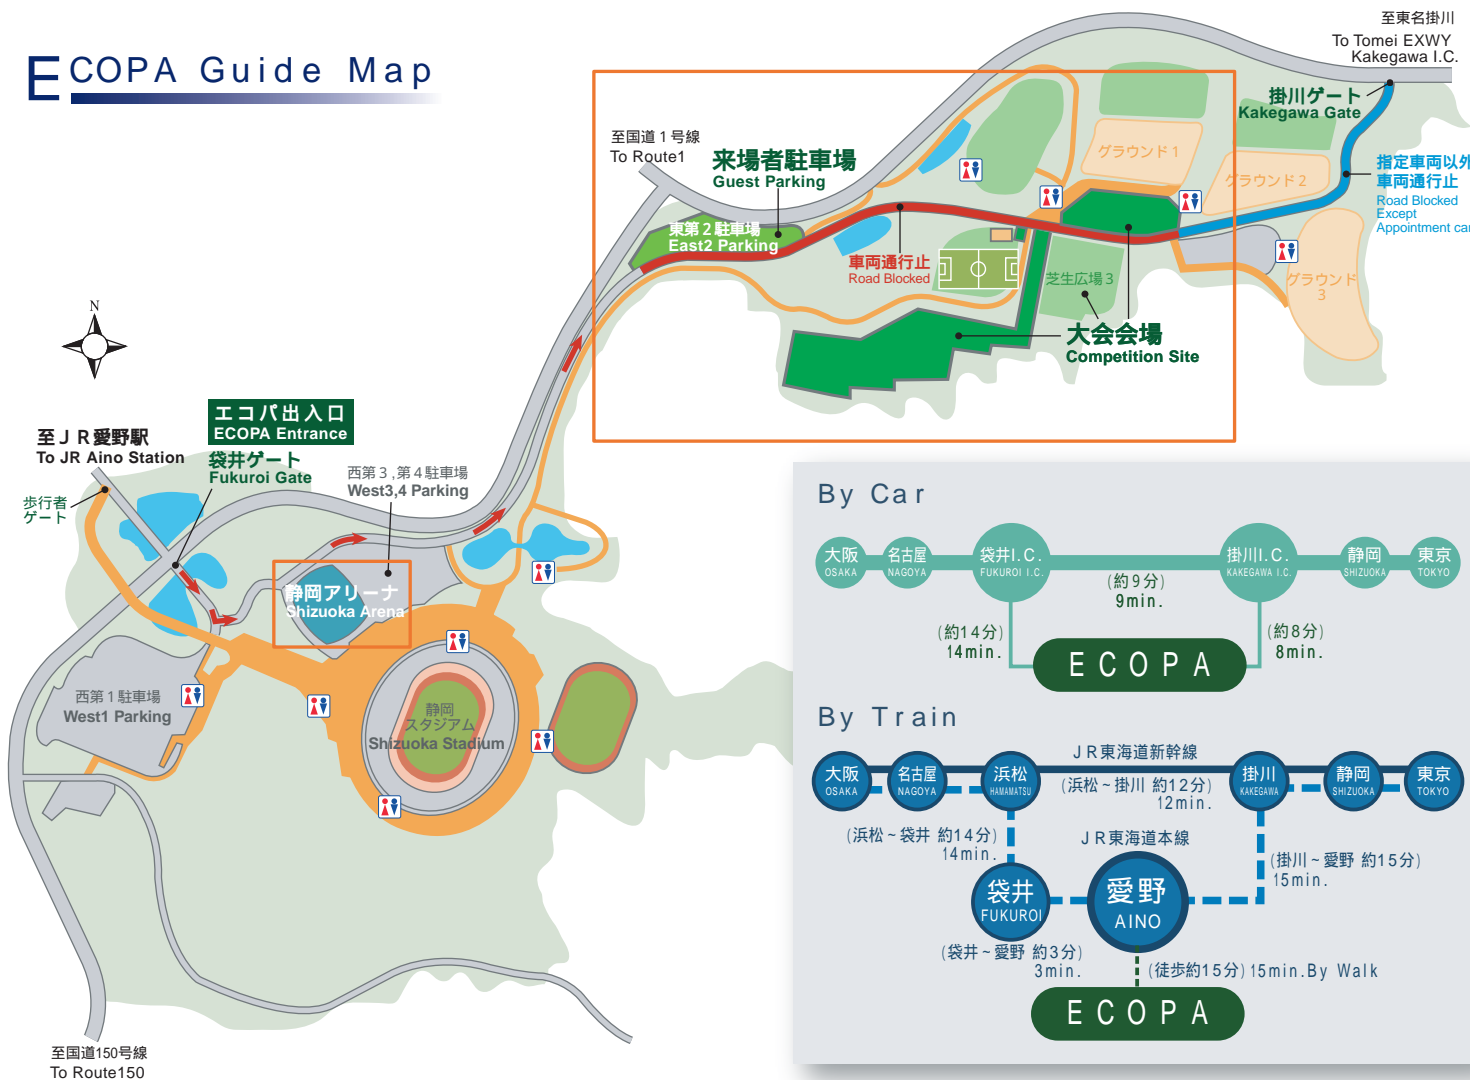 ECOPA Guide Map
至東名掛川
To Tomei EXWY
Kakegawa I.C.
掛川ゲート
Kakegawa Gate
至国道1号線
To Route1
来場者駐車場
Guest Parking
グラウンド1
グラウンド2
指定車両以外
車両通行止
Road Blocked
Except
Appointment car
東第2駐車場
East2 Parking
車両通行止
Road Blocked
芝生広場3
グラウンド
3
大会会場
Competition Site
N
エコパ出入口
ECOPA Entrance
至JR愛野駅
To JR Aino Station
袋井ゲート
Fukuroi Gate
西第3,第4駐車場
West3,4 Parking
歩行者
ゲート
静岡アリーナ
Shizuoka Arena
西第1駐車場
West1 Parking
静岡
スタジアム
Shizuoka Stadium
至国道150号線
To Route150
By Car
大阪
OSAKA
名古屋
NAGOYA
袋井I.C.
FUKUROI I.C.
掛川I.C.
KAKEGAWA I.C.
静岡
SHIZUOKA
東京
TOKYO
(約9分)
9min.
(約14分)
14min.
(約8分)
8min.
ECOPA
By Train
JR東海道新幹線
大阪
OSAKA
名古屋
NAGOYA
浜松
HAMAMATSU
掛川
KAKEGAWA
静岡
SHIZUOKA
東京
TOKYO
(浜松~掛川 約12分)
12min.
(浜松~袋井 約14分)
14min.
JR東海道本線
(掛川~愛野 約15分)
15min.
袋井
FUKUROI
愛野
AINO
(袋井~愛野 約3分)
3min.
(徒歩約15分) 15min.By Walk
ECOPA